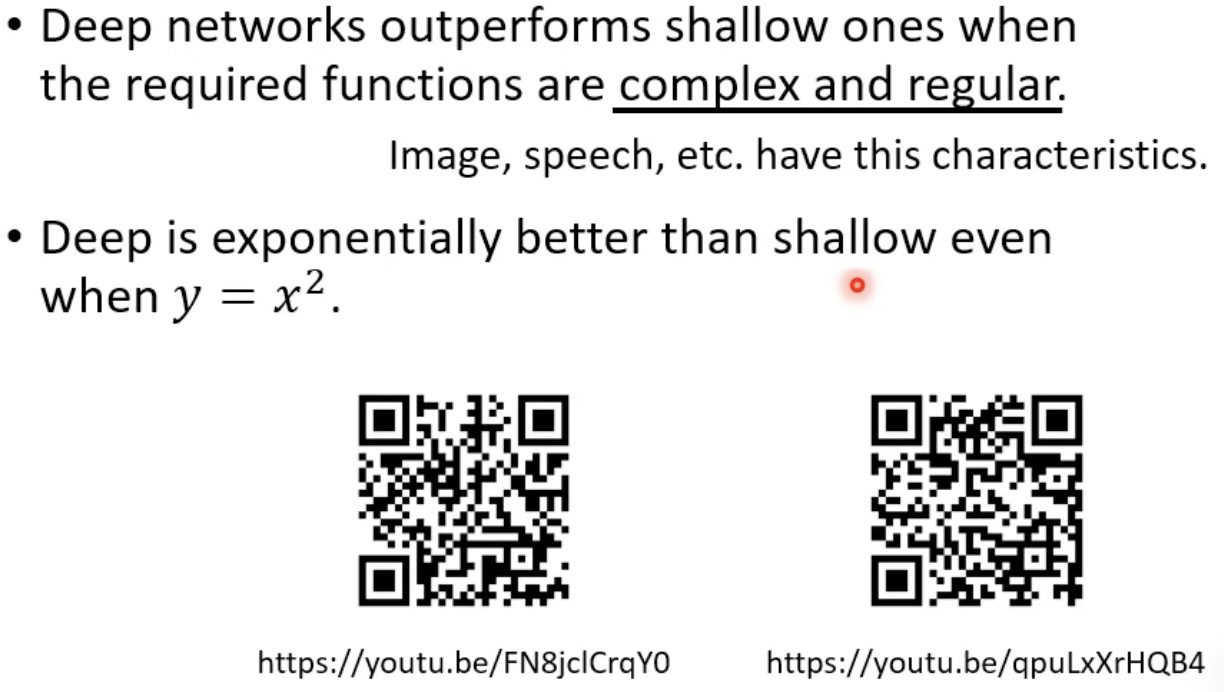 • Deep networks outperforms shallow ones when
the required functions are complex and regular.
Image, speech, etc. have this characteristics.
• Deep is exponentially better than shallow even
when y = x².
https://youtu.be/FN8jclCrqY0
https://youtu.be/qpuLxXrHQB4